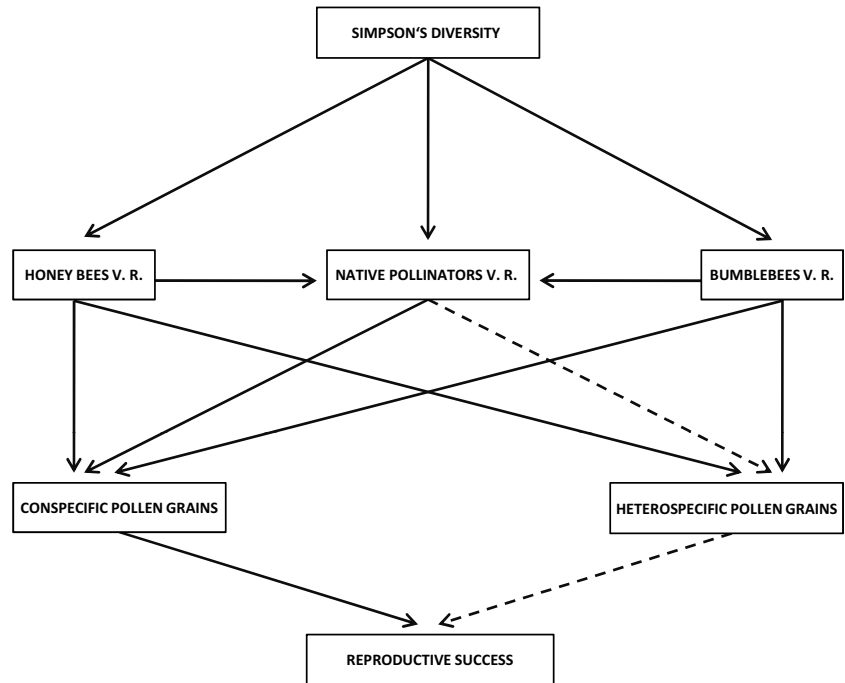 SIMPSON‘S DIVERSITY
HONEY BEES V. R.
NATIVE POLLINATORS V. R.
BUMBLEBEES V. R.
CONSPECIFIC POLLEN GRAINS
HETEROSPECIFIC POLLEN GRAINS
REPRODUCTIVE SUCCESS